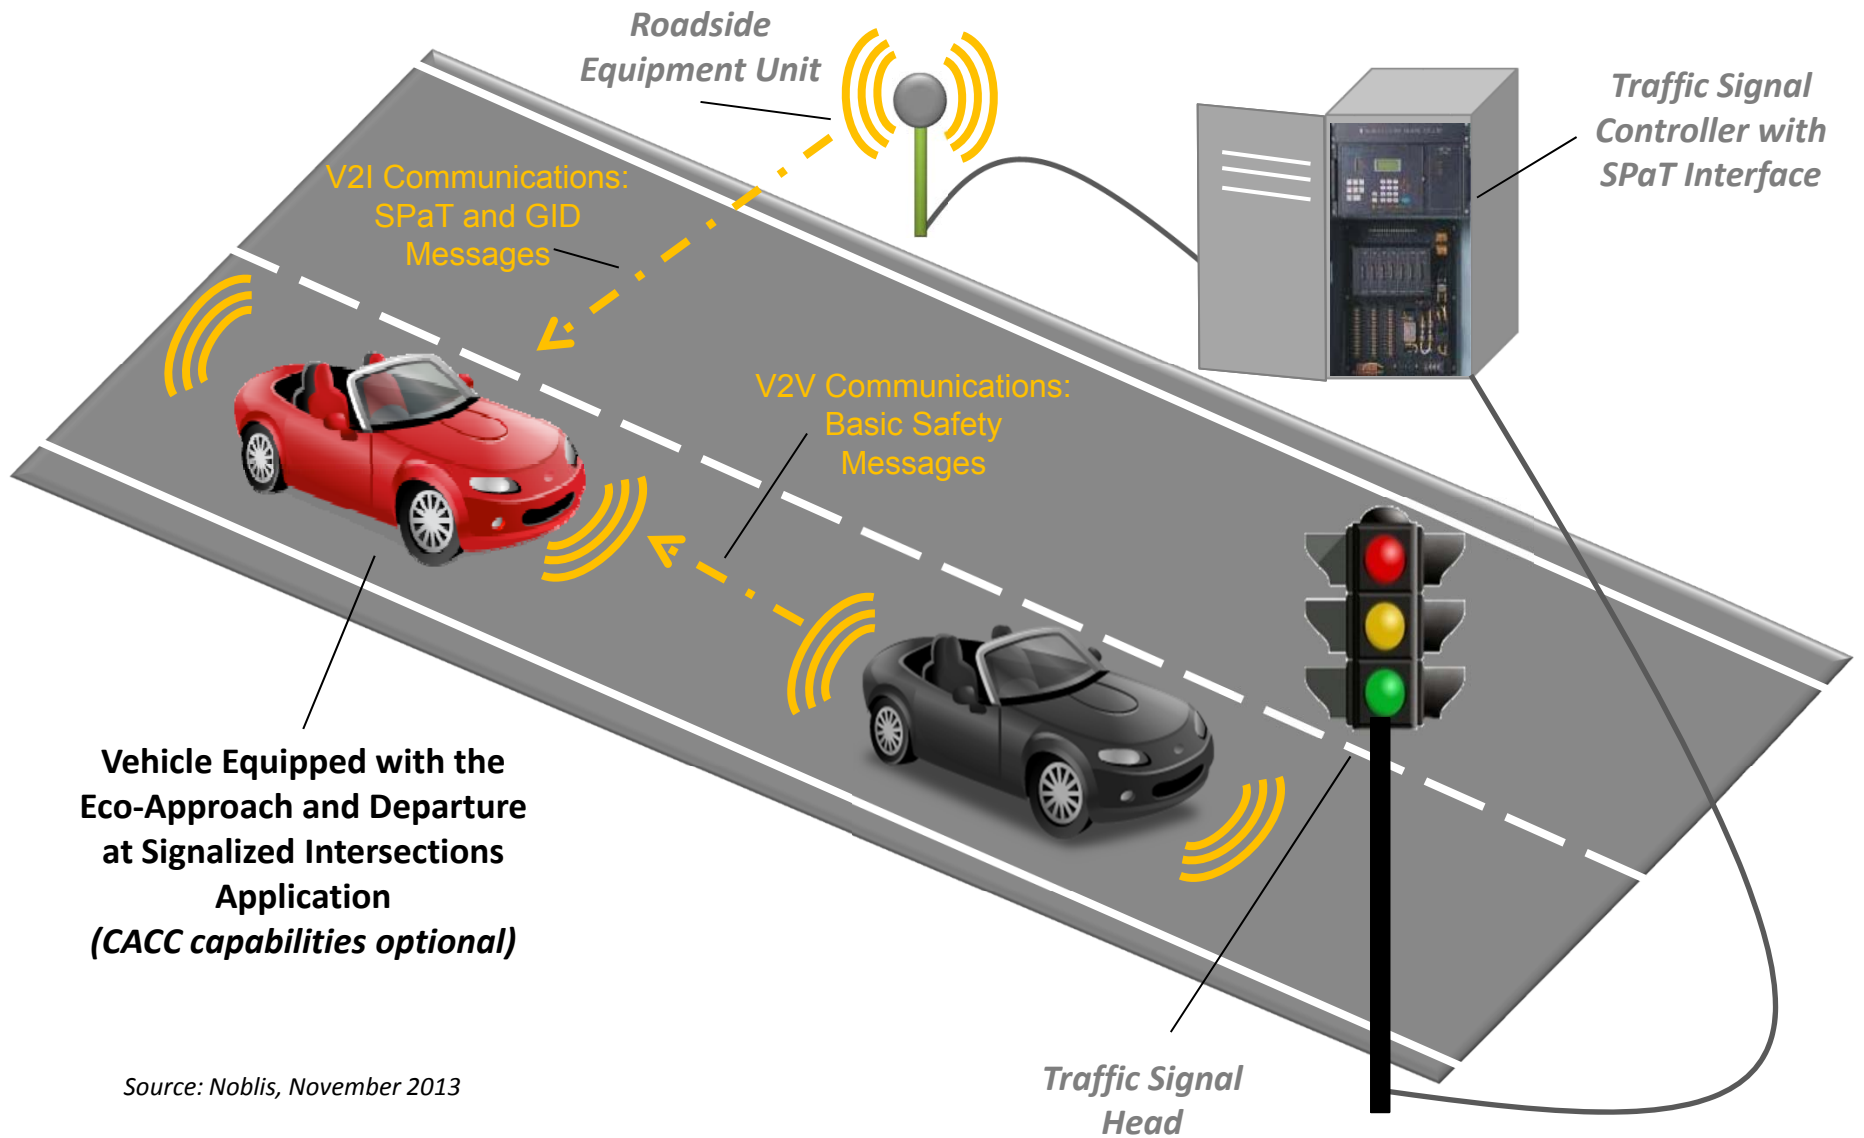 Roadside
Equipment Unit
Traffic Signal
Controller with
SPaT Interface
V2I Communications:
SPaT and GID
Messages
V2V Communications:
Basic Safety
Messages
Vehicle Equipped with the
Eco-Approach and Departure
at Signalized Intersections
Application
(CACC capabilities optional)
Traffic Signal
Head
Source: Noblis, November 2013